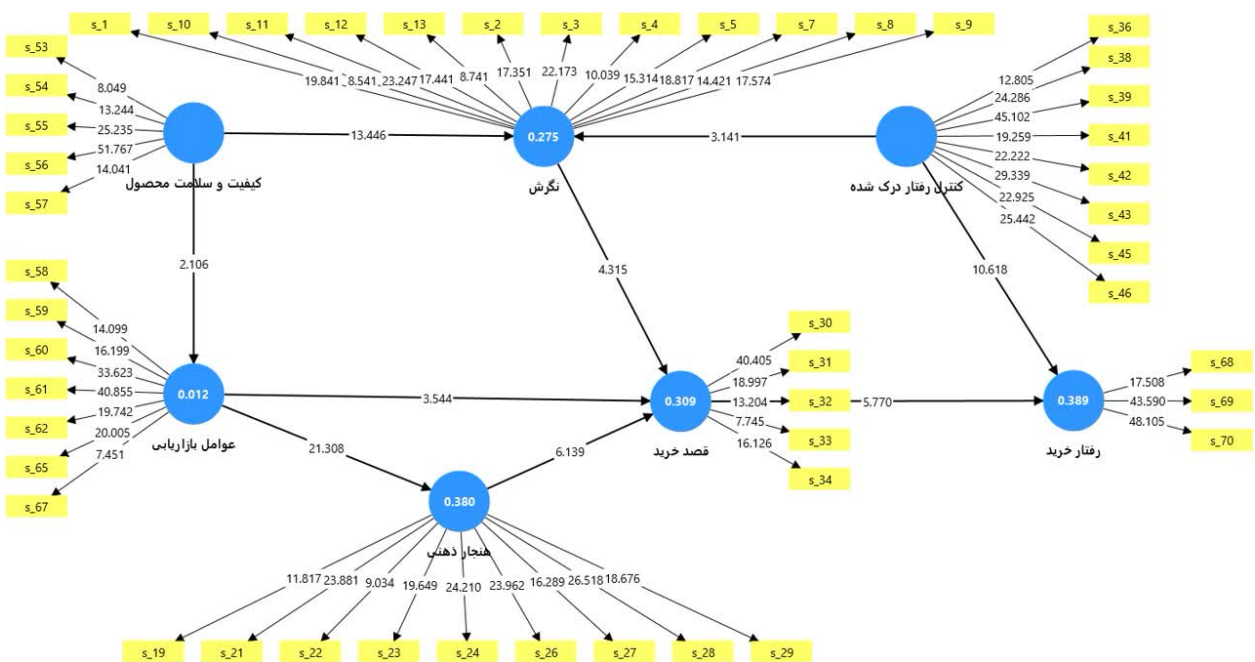 s_1
s_10
s_11
s_12
s_13
s_2
s_3
s_4
s_5
s_7
s_8
s_9
19.841
8.541
23.247
17.441
8.741
17.351
22.173
10.039
15.314
18.817
14.421
17.574
s_53
s_54
s_55
s_56
s_57
8.049
13.244
25.235
51.767
14.041
کیفیت و سلامت محصول
13.446
0.275
نگرش
3.141
کنترل رفتار درک شده
s_36
s_38
s_39
s_41
s_42
s_43
s_45
s_46
12.805
24.286
45.102
19.259
22.222
29.339
22.925
25.442
2.106
4.315
10.618
s_58
s_59
s_60
s_61
s_62
s_65
s_67
14.099
16.199
33.623
40.855
19.742
20.005
7.451
0.012
عوامل بازاریابی
3.544
21.308
6.139
0.309
قصد خرید
s_30
s_31
s_32
s_33
s_34
40.405
18.997
13.204
7.745
16.126
5.770
0.389
رفتار خرید
17.508
43.590
48.105
s_68
s_69
s_70
0.380
هنجار ذهنی
11.817
23.881
9.034
19.649
24.210
23.962
16.289
26.518
18.676
s_19
s_21
s_22
s_23
s_24
s_26
s_27
s_28
s_29